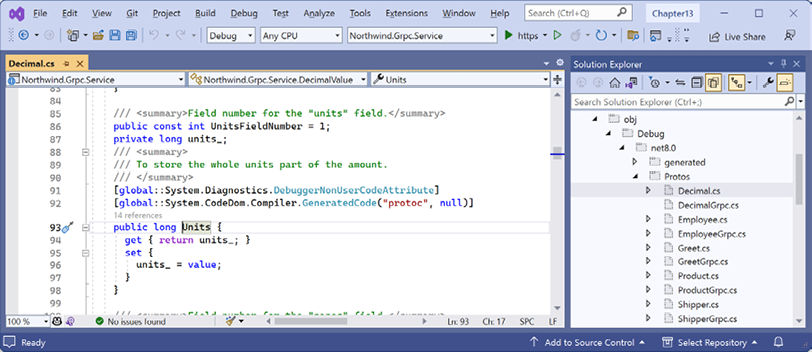 File Edit View Git Project Build Debug Test Analyze Tools Extensions Window Help Search (Ctrl+Q) Chapter13
Debug Any CPU Northwind.Grpc.Service https Live Share
Decimal.cs
Northwind.Grpc.Service Northwind.Grpc.Service.DecimalValue Units
83 }
84
85 /// <summary>Field number for the "units" field.</summary>
86 public const int UnitsFieldNumber = 1;
87 private long units_;
88 /// <summary>
89 /// To store the whole units part of the amount.
90 /// </summary>
91 [global::System.Diagnostics.DebuggerNonUserCodeAttribute]
92 [global::System.CodeDom.Compiler.GeneratedCode("protoc", null)]
14 references
93 public long Units {
94 get { return units_; }
95 set {
96 units_ = value;
97 }
98 }
99
100 % No issues found Ln: 93 Ch: 17 SPC LF
Solution Explorer
Search Solution Explorer (Ctrl+;)
obj
Debug
net8.0
generated
Protos
Decimal.cs
DecimalGrpc.cs
Employee.cs
EmployeeGrpc.cs
Greet.cs
GreetGrpc.cs
Product.cs
ProductGrpc.cs
Shipper.cs
ShipperGrpc.cs
Ready Add to Source Control Select Repository